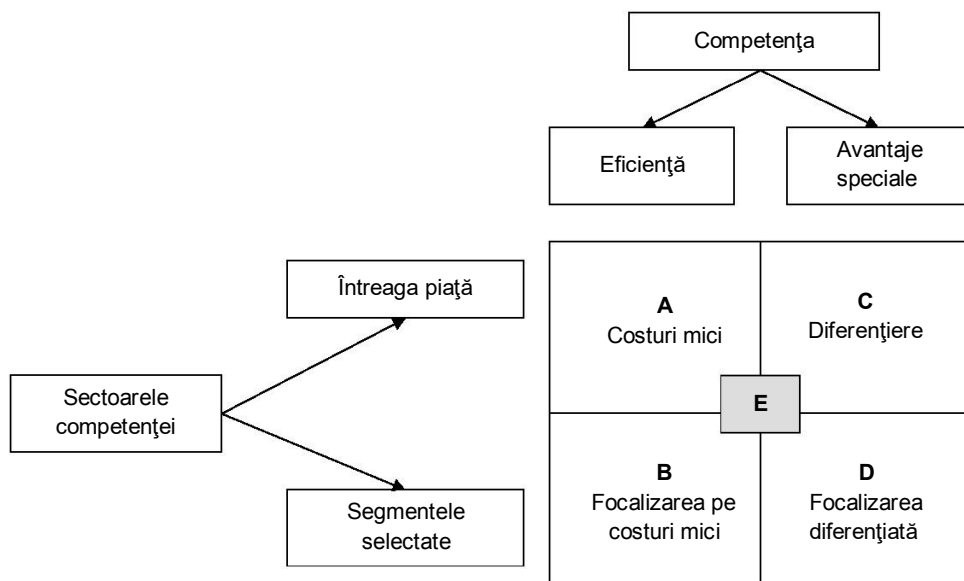 Competenţa
Eficienţă
Avantaje
speciale
Întreaga piaţă
A
Costuri mici
C
Diferenţiere
Sectoarele
competenţei
E
Segmentele
selectate
B
Focalizarea pe
costuri mici
D
Focalizarea
diferenţiată